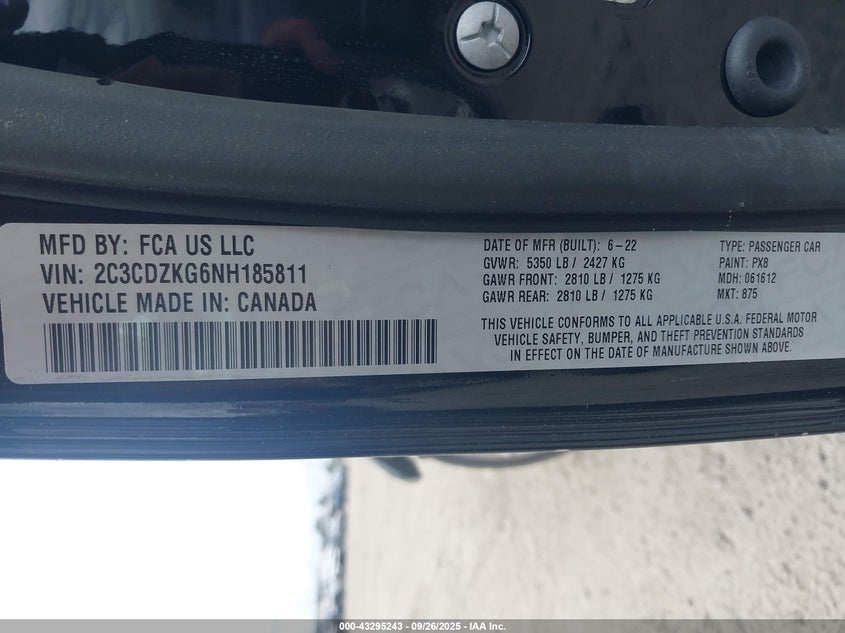 MFD BY: FCA US LLC
VIN: 2C3CDZKG6NH185811
VEHICLE MADE IN: CANADA
DATE OF MFR (BUILT): 6-22
GVWR: 5350 LB / 2427 KG
GAWR FRONT: 2810 LB / 1275 KG
GAWR REAR: 2810 LB / 1275 KG
TYPE: PASSENGER CAR
PAINT: PX8
MDH: 061612
MKT: 875
THIS VEHICLE CONFORMS TO ALL APPLICABLE U.S.A. FEDERAL MOTOR
VEHICLE SAFETY, BUMPER, AND THEFT PREVENTION STANDARDS
IN EFFECT ON THE DATE OF MANUFACTURE SHOWN ABOVE.
000-43295243 - 09/26/2025 - IAA Inc.